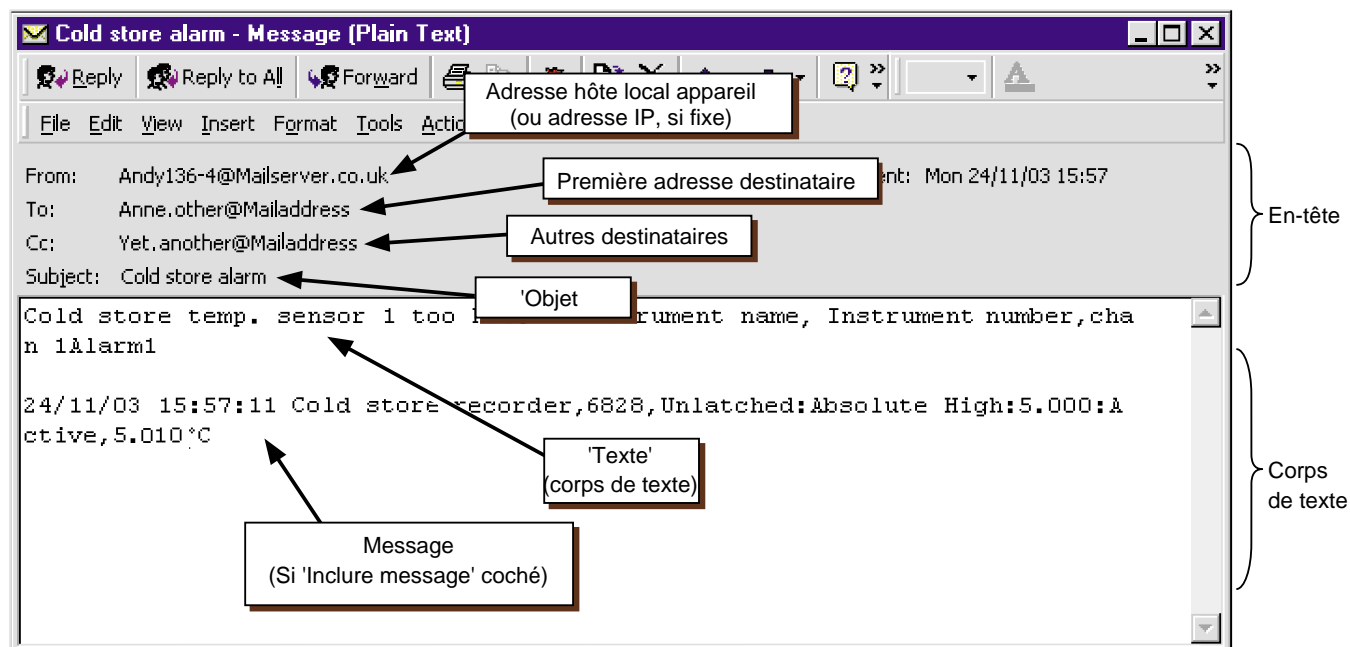 Cold store alarm - Message (Plain Text)
Reply Reply to All Forward
Adresse hôte local appareil
(ou adresse IP, si fixe)
File Edit View Insert Format Tools
From: Andy136-4@Mailserver.co.uk
Mon 24/11/03 15:57
Première adresse destinataire
To: Anne.other@Mailaddress
Cc: Yet.another@Mailaddress
Autres destinataires
Subject: Cold store alarm
'Objet
En-tête
Cold store temp. sensor 1 too name, Instrument number,cha
n 1Alarm1
24/11/03 15:57:11 Cold store recorder,6828,Unlatched:Absolute High:5.000:A
ctive,5.010°C
'Texte'
(corps de texte)
Corps
de texte
Message
(Si 'Inclure message' coché)